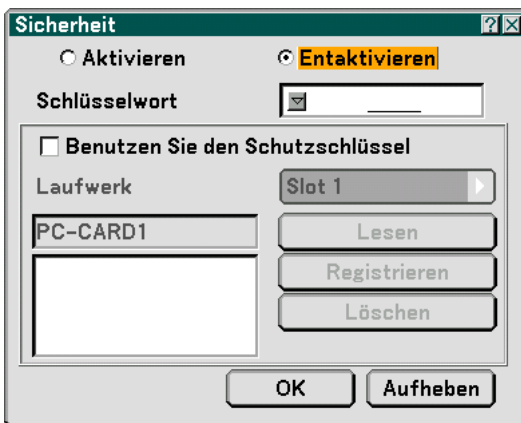 Sicherheit
Aktivieren Entaktivieren
Schlüsselwort
Benutzen Sie den Schutzschlüssel
Laufwerk Slot 1
PC-CARD1 Lesen
Registrieren
Löschen
OK Aufheben